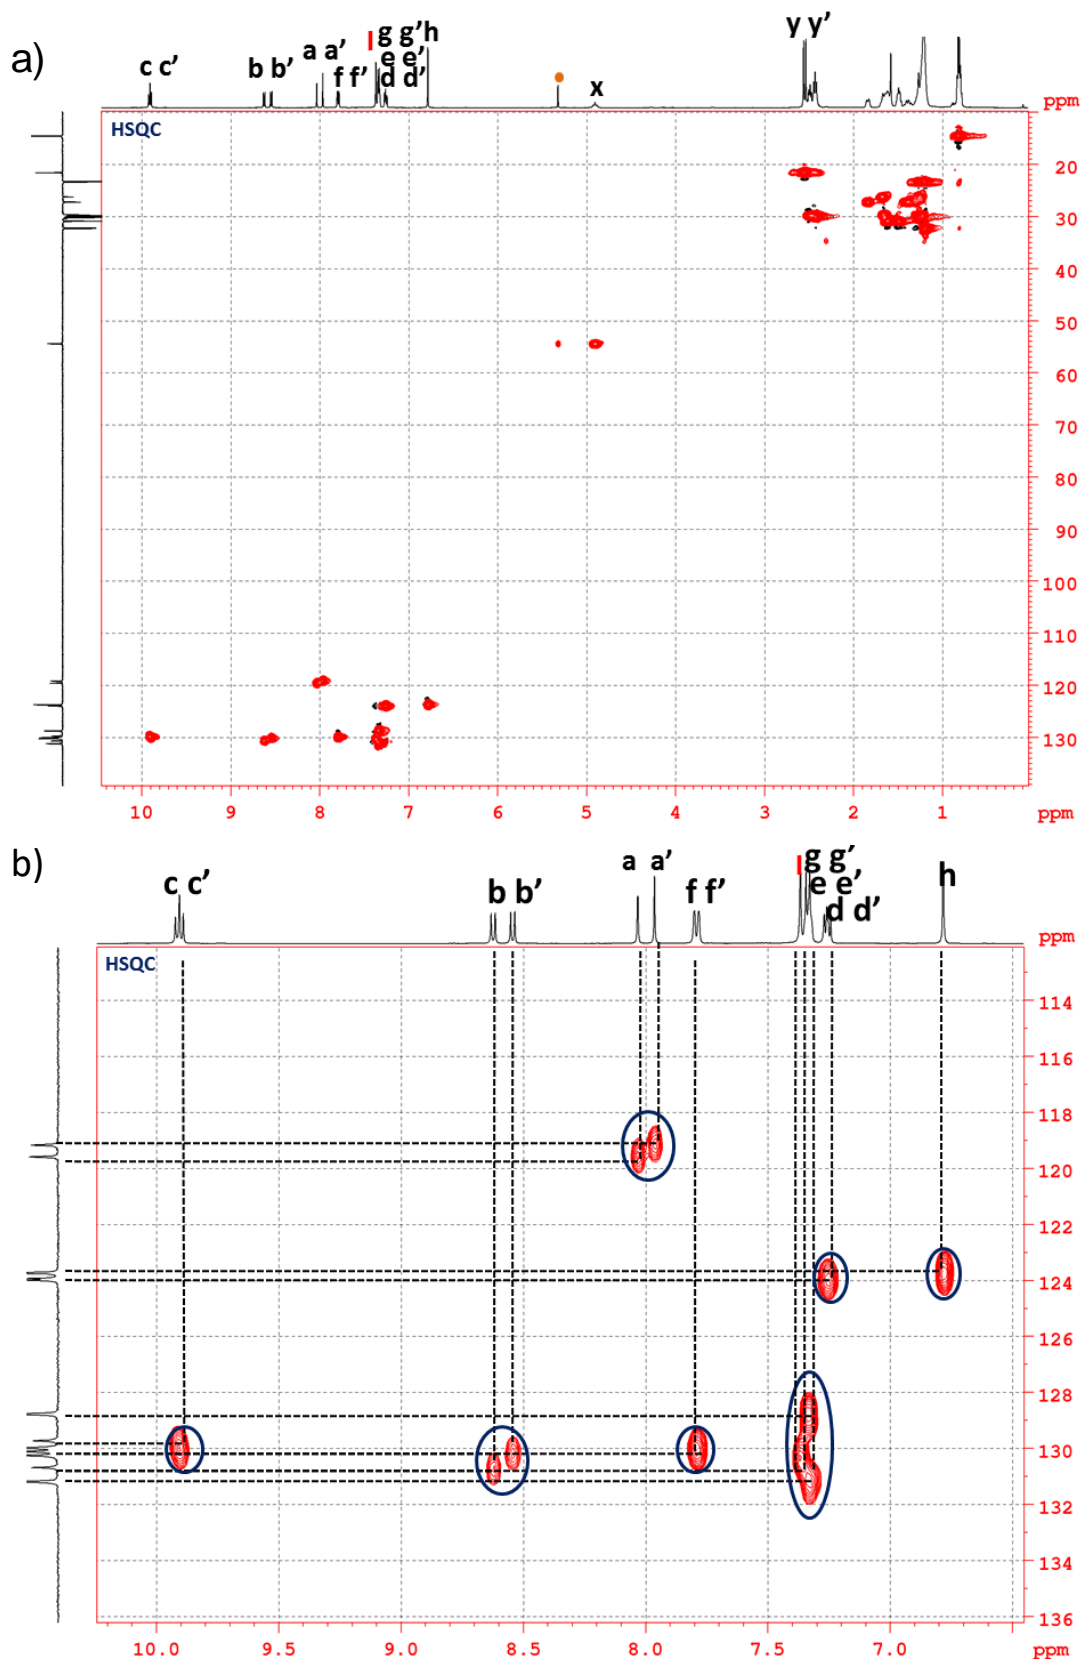 a)
c c’
b b’
a a’
f f’
l
g g’
h
e e’
d d’
x
y y’
ppm
HSQC
20
30
40
50
60
70
80
90
100
110
120
130
10 9 8 7 6 5 4 3 2 1 ppm
b)
c c’
b b’
a a’
f f’
l
g g’
e e’
d d’
h
ppm
HSQC
114
116
118
120
122
124
126
128
130
132
134
136
10.0 9.5 9.0 8.5 8.0 7.5 7.0 ppm